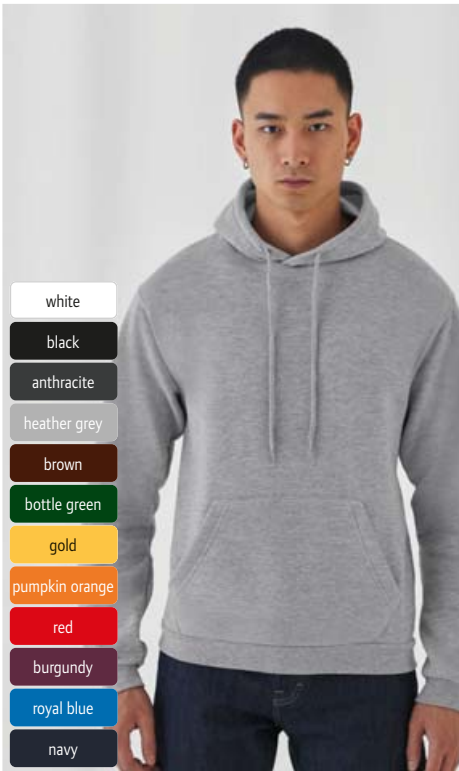 white
black
anthracite
heather grey
brown
bottle green
gold
pumpkin orange
red
burgundy
royal blue
navy